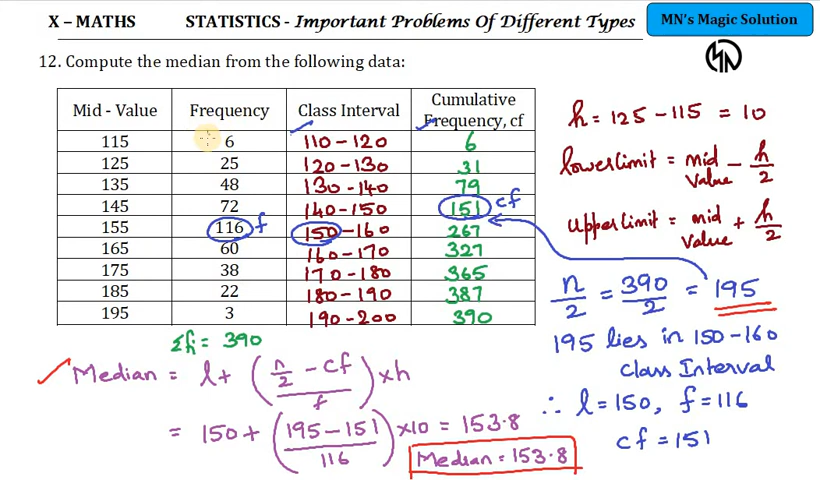 X – MATHS STATISTICS - Important Problems Of Different Types MN's Magic Solution
MN
12. Compute the median from the following data:
Mid - Value Frequency Class Interval Cumulative Frequency, cf
115 6 110-120 6
125 25 120-130 31
135 48 130-140 79
145 72 140-150 151 cf
155 116 f 150-160 267
165 60 160-170 327
175 38 170-180 365
185 22 180-190 387
195 3 190-200 390
Σfi = 390
h = 125 - 115 = 10
lower limit = mid value - h/2
upper limit = mid value + h/2
n/2 = 390/2 = 195
195 lies in 150-160
class Interval
∴ l = 150, f = 116
cf = 151
Median = l + (n/2 - cf / f) × h
= 150 + (195 - 151 / 116) × 10 = 153.8
Median = 153.8